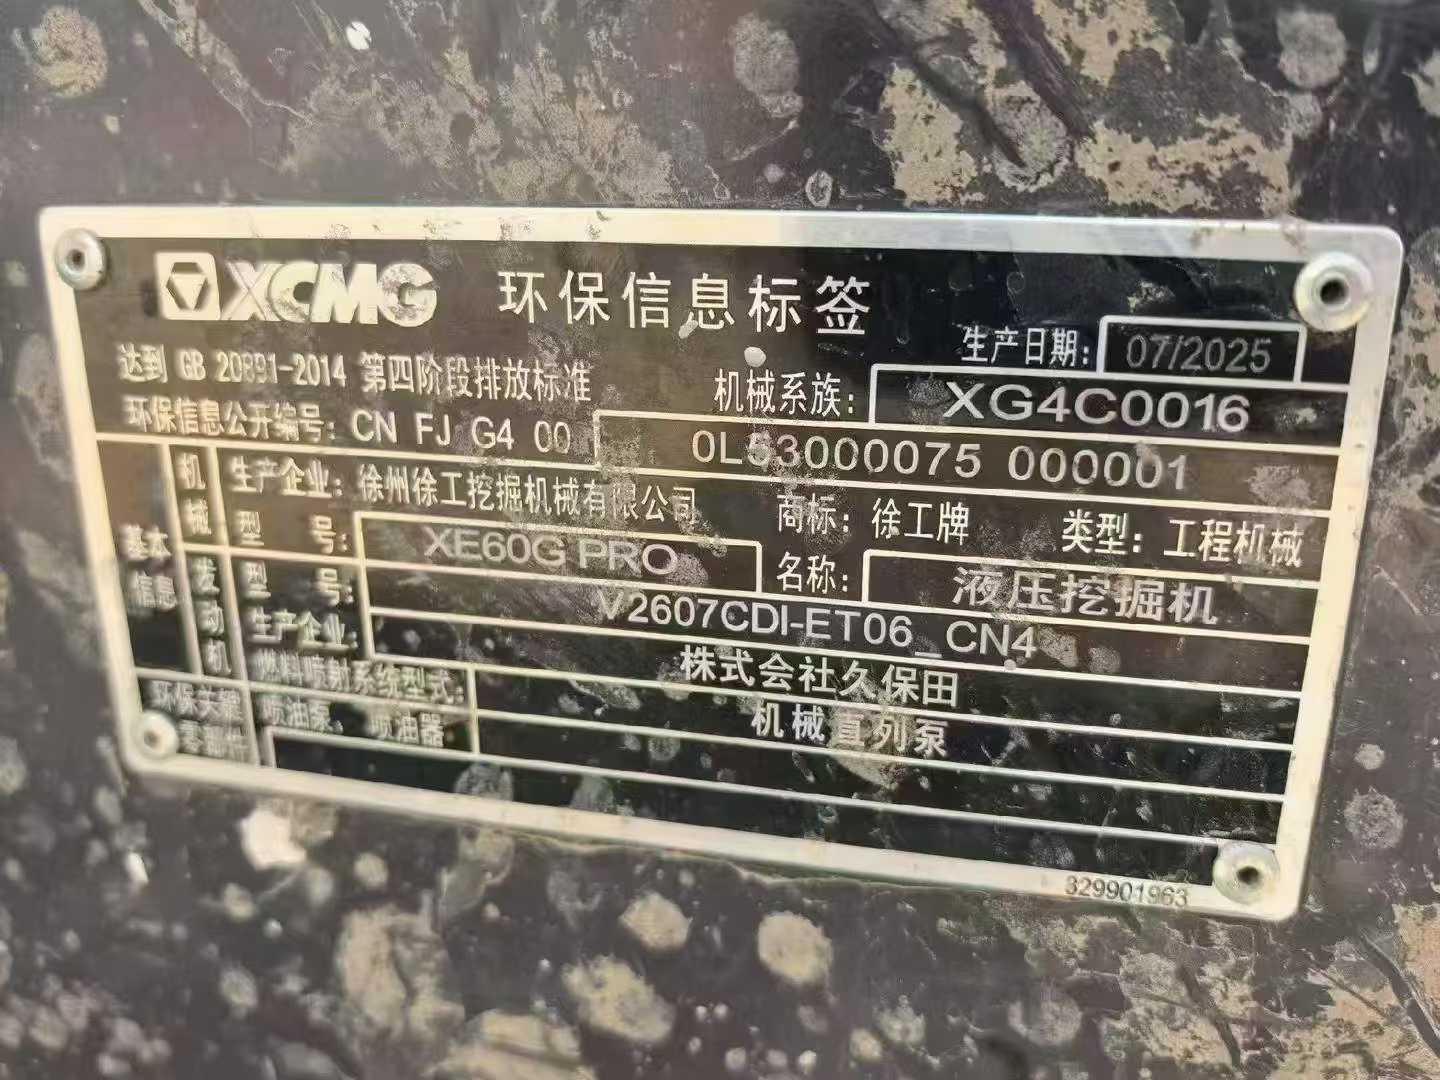 XCMG 环保信息标签
达到 GB 20891-2014 第四阶段排放标准
生产日期: 07/2025
环保信息公开编号: CN FJ G4 00 0L53000075 000001
机械系族: XG4C0016
基本信息
机械
生产企业: 徐州徐工挖掘机械有限公司 商标: 徐工牌 类型: 工程机械
型 号: XE60G PRO 名称: 液压挖掘机
发动机
型 号: V2607CDI-ET06_CN4
生产企业: 株式会社久保田
燃料喷射系统型式: 机械直列泵
环保关键零部件
喷油泵、喷油器
329901963